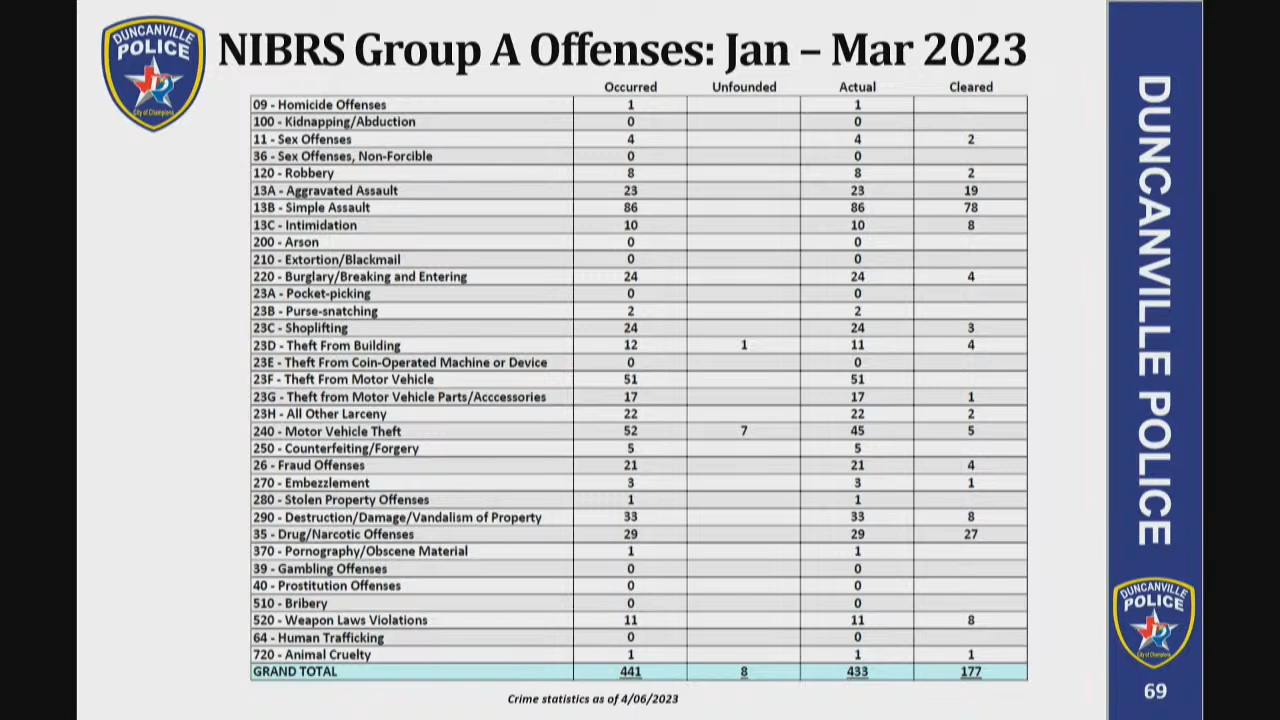 DUNCANVILLE
POLICE
City of Champions
NIBRS Group A Offenses: Jan – Mar 2023
Occurred Unfounded Actual Cleared
09 - Homicide Offenses 1 1
100 - Kidnapping/Abduction 0 0
11 - Sex Offenses 4 4 2
36 - Sex Offenses, Non-Forcible 0 0
120 - Robbery 8 8 2
13A - Aggravated Assault 23 23 19
13B - Simple Assault 86 86 78
13C - Intimidation 10 10 8
200 - Arson 0 0
210 - Extortion/Blackmail 0 0
220 - Burglary/Breaking and Entering 24 24 4
23A - Pocket-picking 0 0
23B - Purse-snatching 2 2
23C - Shoplifting 24 24 3
23D - Theft From Building 12 1 11 4
23E - Theft From Coin-Operated Machine or Device 0 0
23F - Theft From Motor Vehicle 51 51
23G - Theft from Motor Vehicle Parts/Acccessories 17 17 1
23H - All Other Larceny 22 22 2
240 - Motor Vehicle Theft 52 7 45 5
250 - Counterfeiting/Forgery 5 5
26 - Fraud Offenses 21 21 4
270 - Embezzlement 3 3 1
280 - Stolen Property Offenses 1 1
290 - Destruction/Damage/Vandalism of Property 33 33 8
35 - Drug/Narcotic Offenses 29 29 27
370 - Pornography/Obscene Material 1 1
39 - Gambling Offenses 0 0
40 - Prostitution Offenses 0 0
510 - Bribery 0 0
520 - Weapon Laws Violations 11 11 8
64 - Human Trafficking 0 0
720 - Animal Cruelty 1 1 1
GRAND TOTAL 441 8 433 177
Crime statistics as of 4/06/2023
DUNCANVILLE POLICE
DUNCANVILLE
POLICE
City of Champions
69